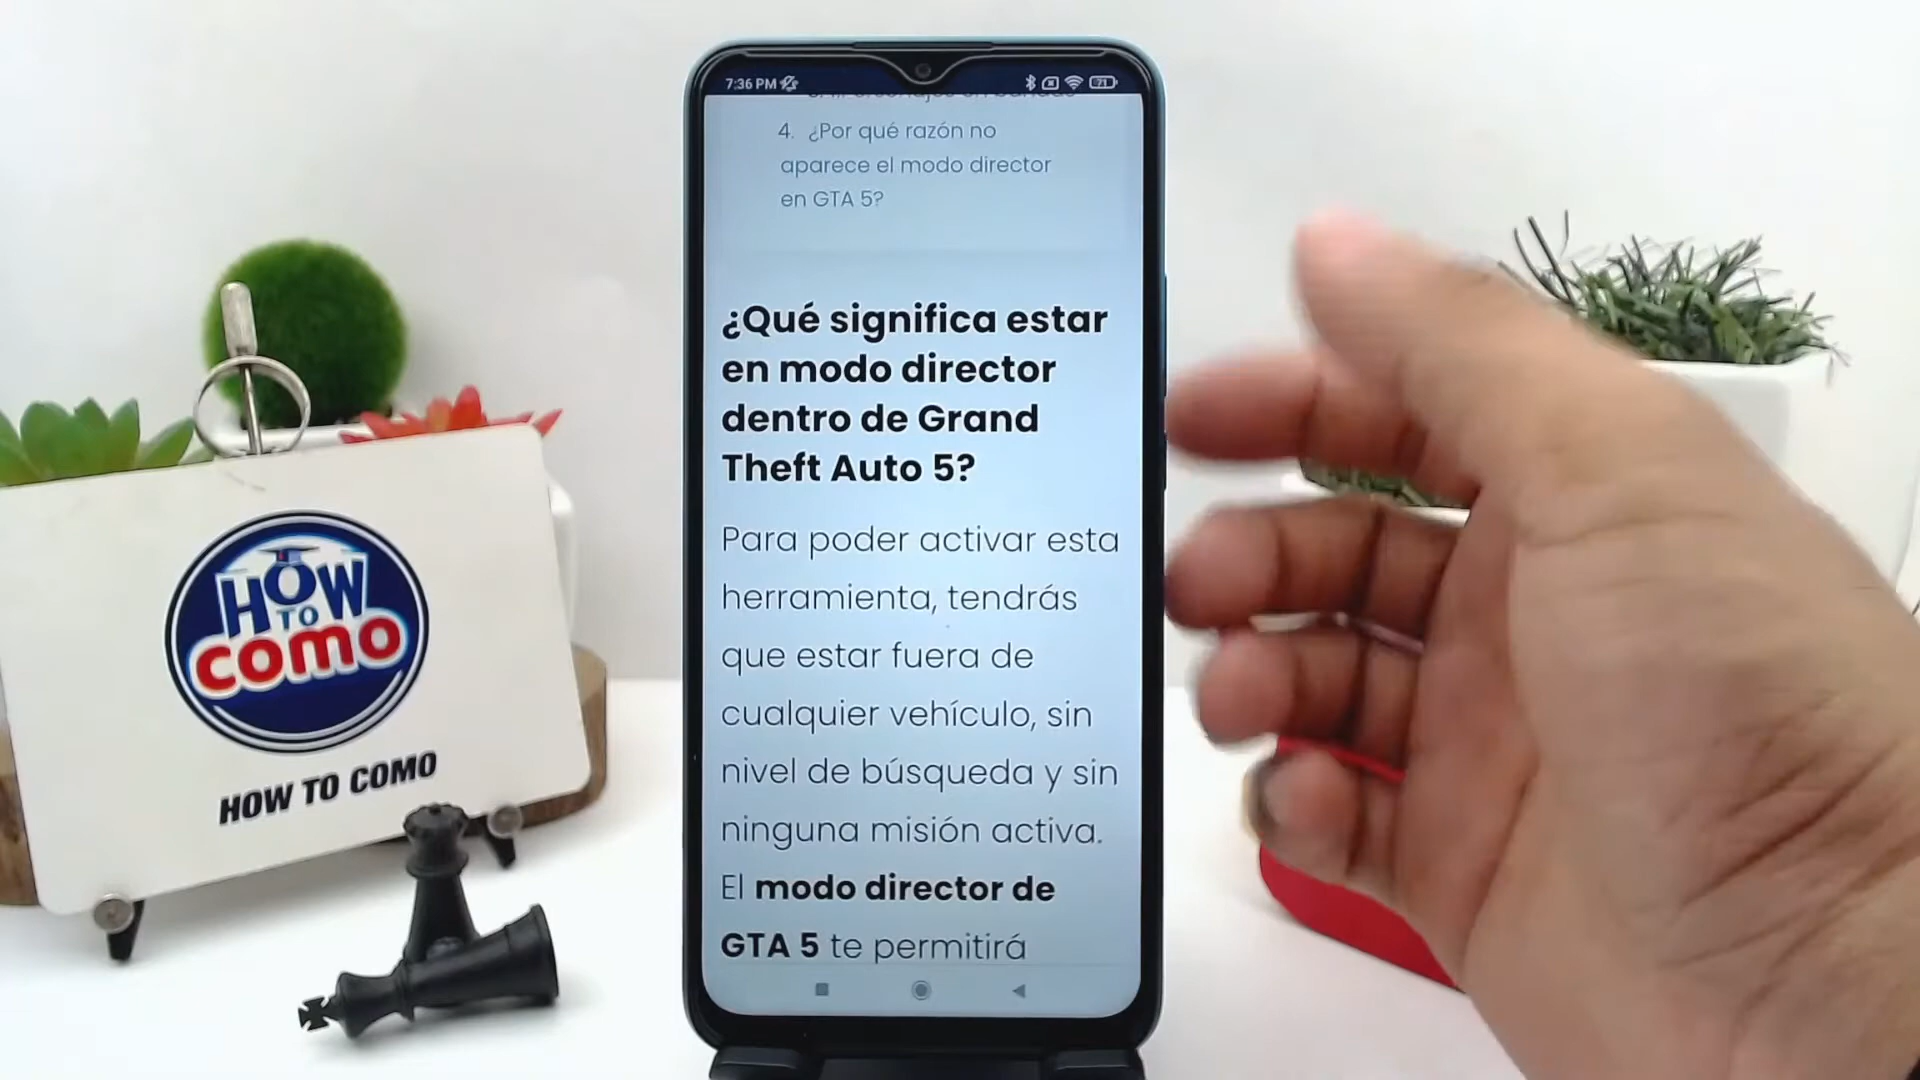 7:36 PM
71
4. ¿Por qué razón no
aparece el modo director
en GTA 5?
¿Qué significa estar
en modo director
dentro de Grand
Theft Auto 5?
Para poder activar esta
herramienta, tendrás
que estar fuera de
cualquier vehículo, sin
nivel de búsqueda y sin
ninguna misión activa.
El modo director de
GTA 5 te permitirá
HOW
TO
como
HOW TO COMO